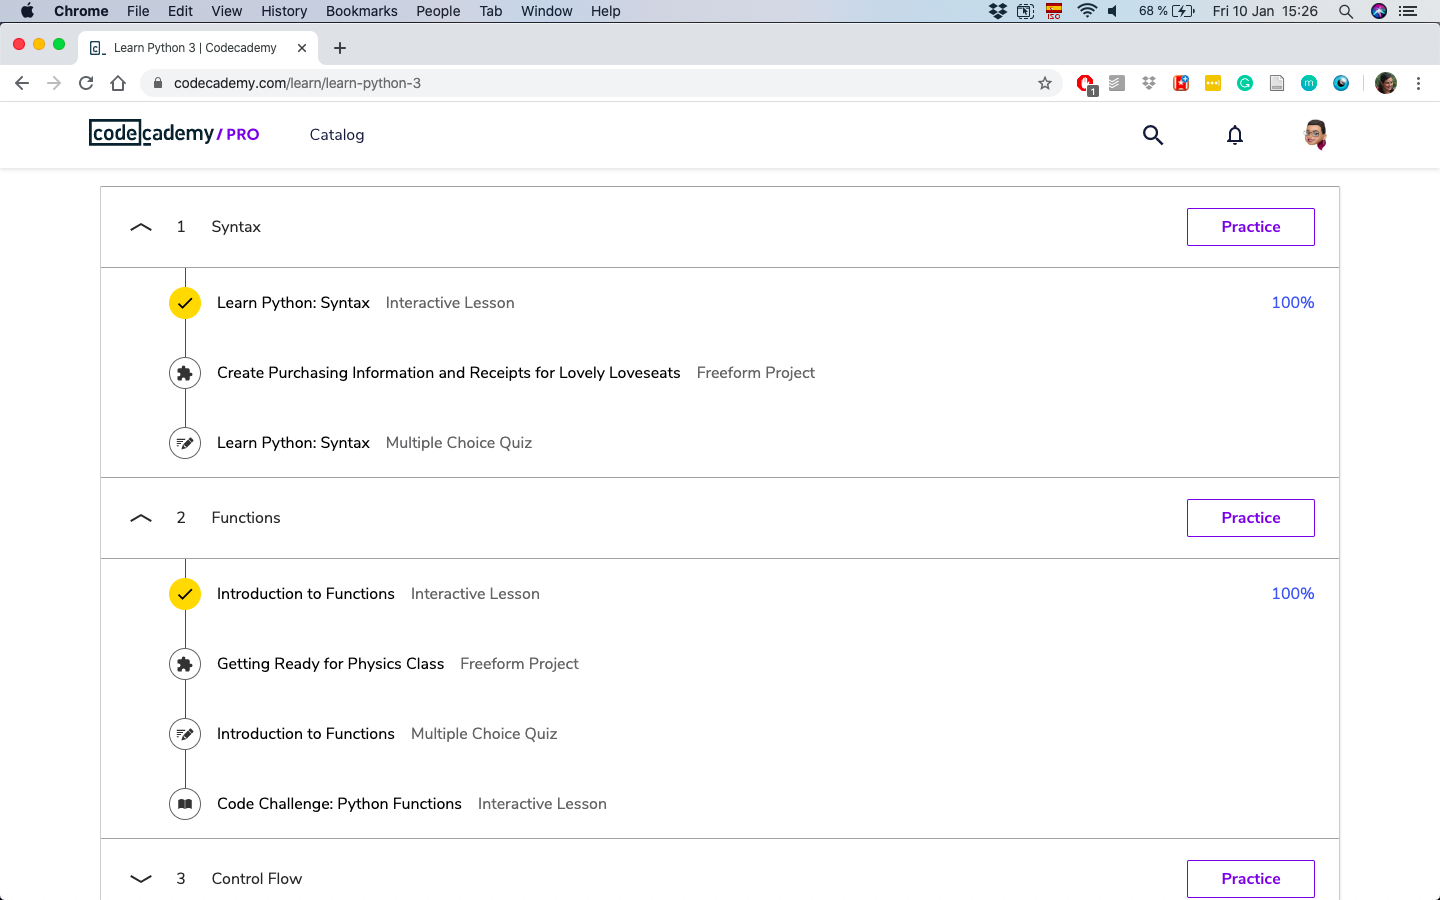 Chrome File Edit View History Bookmarks People Tab Window Help ISO 68 % Fri 10 Jan 15:26
Learn Python 3 | Codecademy
codecademy.com/learn/learn-python-3 1 m
codecademy / PRO Catalog
1 Syntax Practice
Learn Python: Syntax Interactive Lesson 100%
Create Purchasing Information and Receipts for Lovely Loveseats Freeform Project
Learn Python: Syntax Multiple Choice Quiz
2 Functions Practice
Introduction to Functions Interactive Lesson 100%
Getting Ready for Physics Class Freeform Project
Introduction to Functions Multiple Choice Quiz
Code Challenge: Python Functions Interactive Lesson
3 Control Flow Practice